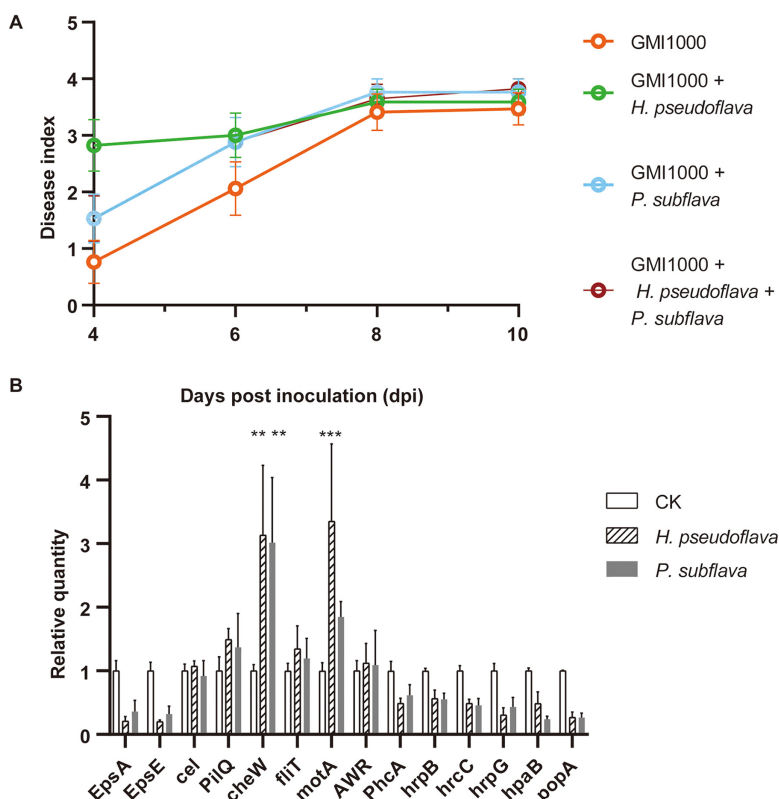 A
5
4
3
2
1
0
Disease index
4
6
8
10
GMI1000
GMI1000 +
H. pseudoflava
GMI1000 +
P. subflava
GMI1000 +
H. pseudoflava +
P. subflava
B
Days post inoculation (dpi)
5
4
3
2
1
0
Relative quantity
** **
***
CK
H. pseudoflava
P. subflava
EpsA
EpsE
cel
PilQ
cheW
fliT
motA
AWR
PhcA
hrpB
hrcC
hrpG
hpaB
popA